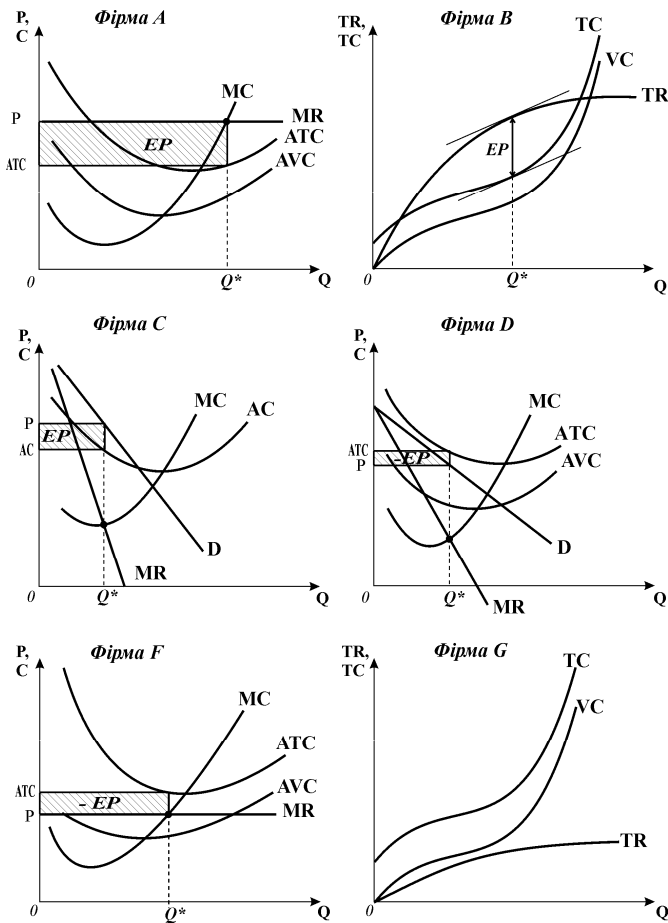 P,
C
Фірма A
MC
P
MR
EP
ATC
ATC
AVC
0
Q*
Q
TR,
TC
Фірма B
TC
VC
TR
EP
0
Q*
Q
P,
C
Фірма C
MC
AC
P
EP
AC
D
MR
0
Q*
Q
P,
C
Фірма D
MC
ATC
ATC
-EP
P
AVC
D
0
Q*
MR
Q
P,
C
Фірма F
MC
ATC
ATC
- EP
AVC
P
MR
0
Q*
Q
TR,
TC
Фірма G
TC
VC
TR
0
Q